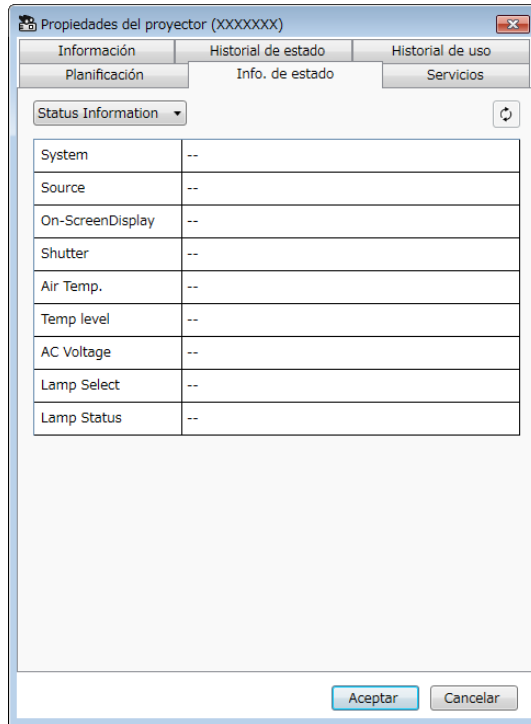 Propiedades del proyector (XXXXXXX)
Información Historial de estado Historial de uso
Planificación Info. de estado Servicios
Status Information
System --
Source --
On-ScreenDisplay --
Shutter --
Air Temp. --
Temp level --
AC Voltage --
Lamp Select --
Lamp Status --
Aceptar Cancelar